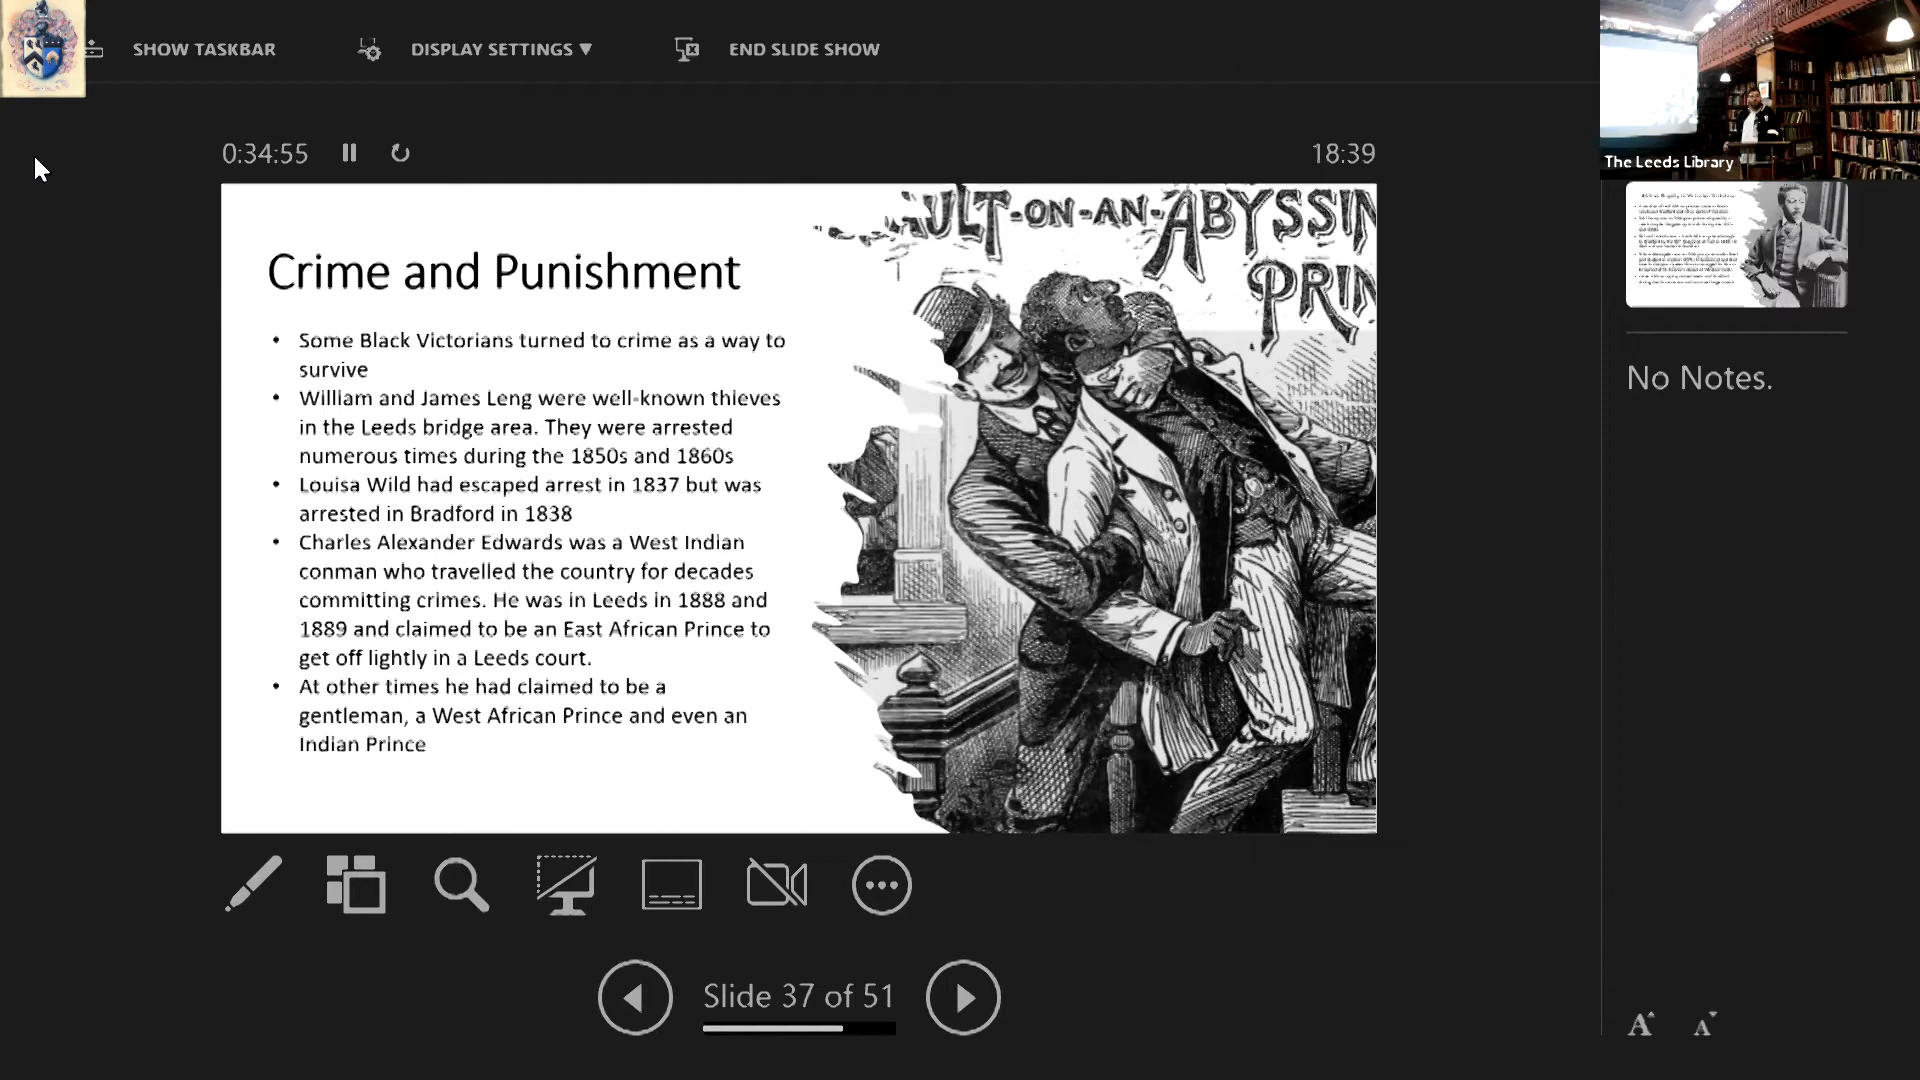 SHOW TASKBAR
DISPLAY SETTINGS ▼
END SLIDE SHOW
The Leeds Library
0:34:55
18:39
ULT-ON-AN-ABYSSIN
PRIN
Crime and Punishment
• Some Black Victorians turned to crime as a way to
survive
• William and James Leng were well-known thieves
in the Leeds bridge area. They were arrested
numerous times during the 1850s and 1860s
• Louisa Wild had escaped arrest in 1837 but was
arrested in Bradford in 1838
• Charles Alexander Edwards was a West Indian
conman who travelled the country for decades
committing crimes. He was in Leeds in 1888 and
1889 and claimed to be an East African Prince to
get off lightly in a Leeds court.
• At other times he had claimed to be a
gentleman, a West African Prince and even an
Indian Prince
No Notes.
Slide 37 of 51
A A